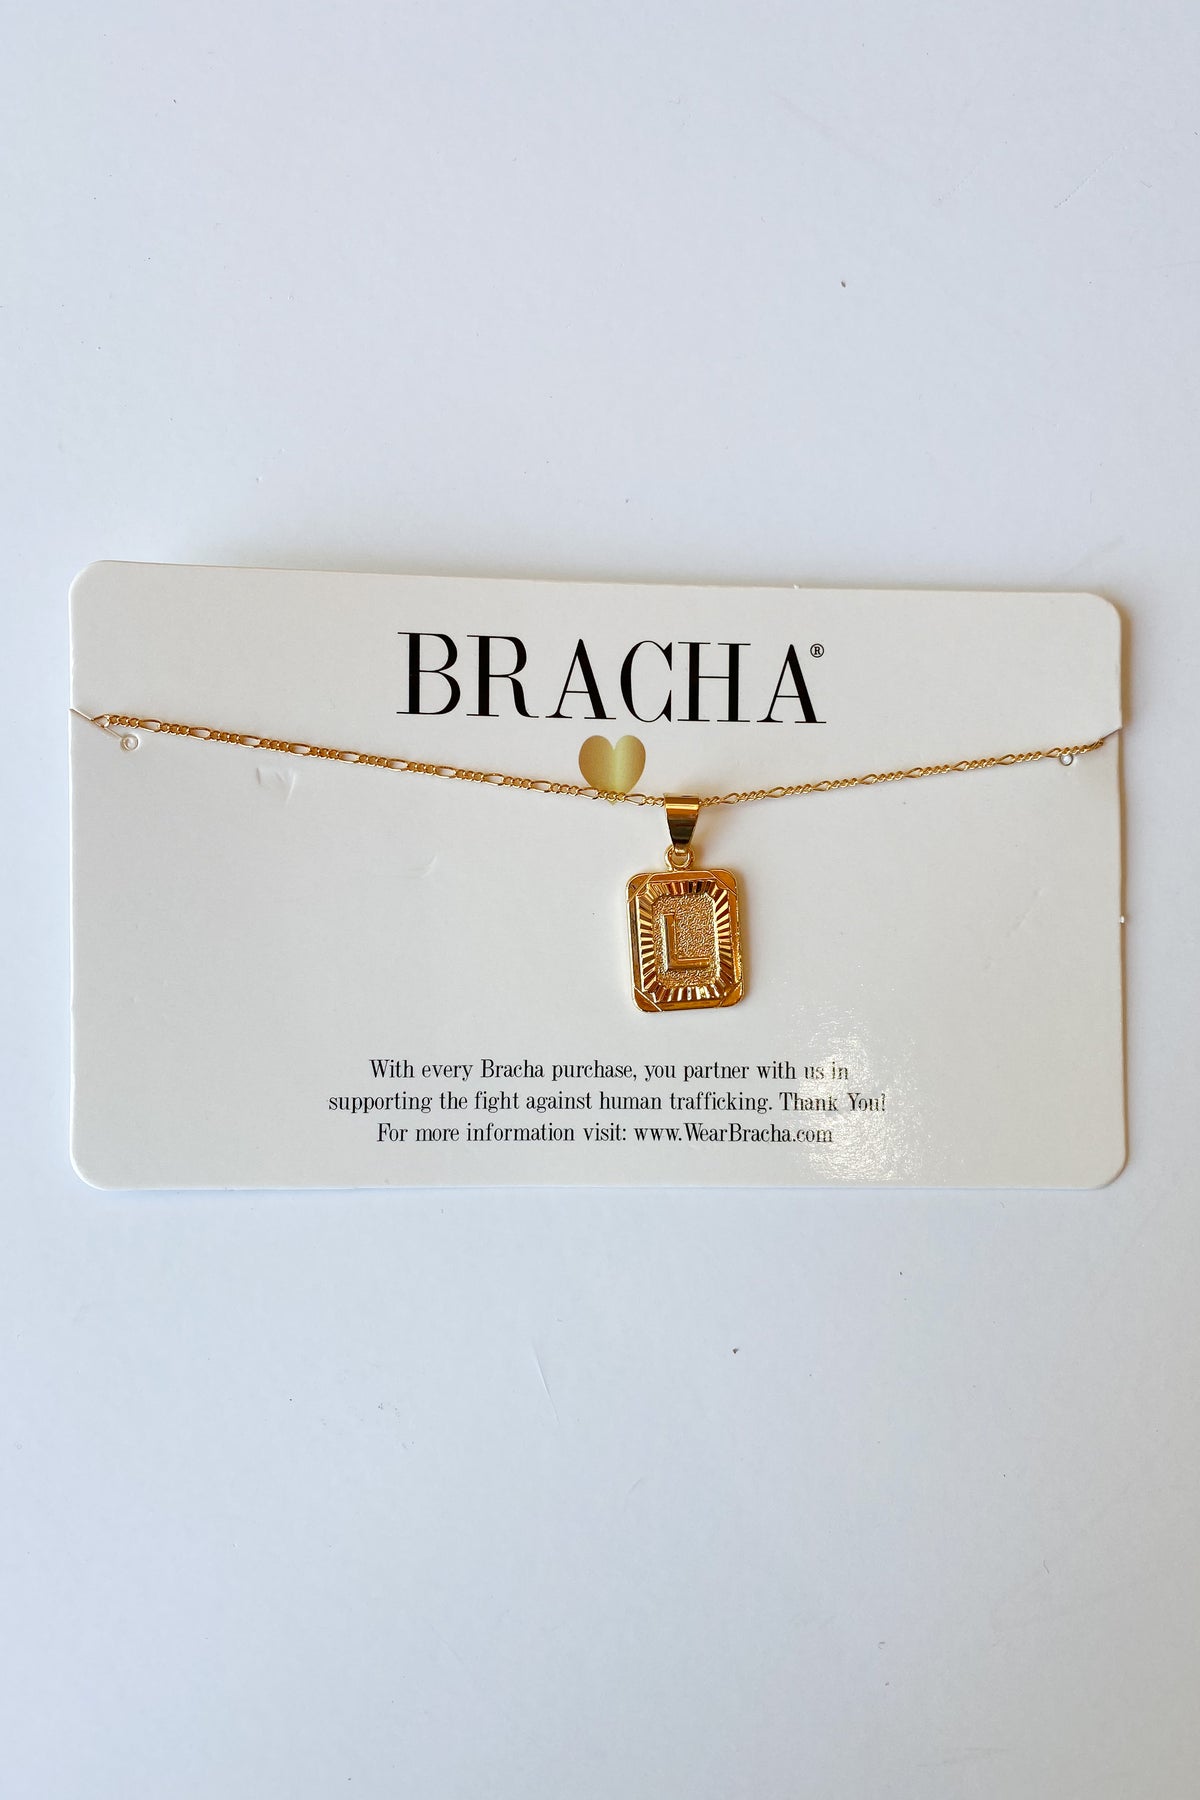 BRACHA®
L
With every Bracha purchase, you partner with us in
supporting the fight against human trafficking. Thank You!
For more information visit: www.WearBracha.com